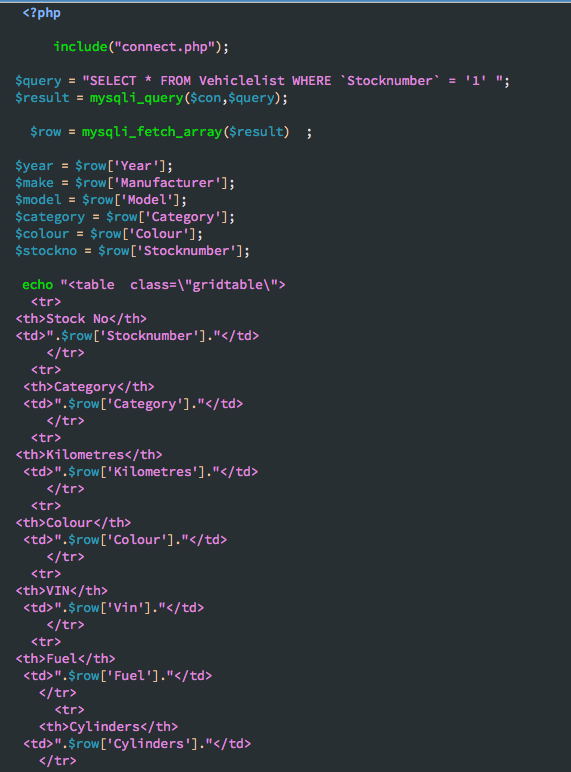 <?php
include("connect.php");
$query = "SELECT * FROM Vehiclelist WHERE `Stocknumber` = '1' ";
$result = mysqli_query($con,$query);
$row = mysqli_fetch_array($result)  ;
$year = $row['Year'];
$make = $row['Manufacturer'];
$model = $row['Model'];
$category = $row['Category'];
$colour = $row['Colour'];
$stockno = $row['Stocknumber'];
echo "<table  class=\"gridtable\">
<tr>
<th>Stock No</th>
<td>".$row['Stocknumber']."</td>
</tr>
<tr>
<th>Category</th>
<td>".$row['Category']."</td>
</tr>
<tr>
<th>Kilometres</th>
<td>".$row['Kilometres']."</td>
</tr>
<tr>
<th>Colour</th>
<td>".$row['Colour']."</td>
</tr>
<tr>
<th>VIN</th>
<td>".$row['Vin']."</td>
</tr>
<tr>
<th>Fuel</th>
<td>".$row['Fuel']."</td>
</tr>
<tr>
<th>Cylinders</th>
<td>".$row['Cylinders']."</td>
</tr>